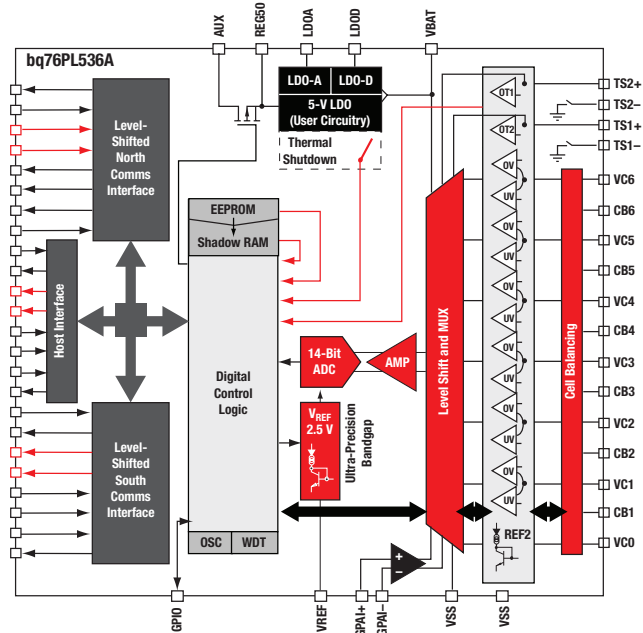 AUX
REG50
LDOA
LDOD
VBAT
bq76PL536A
LDO-A
LDO-D
5-V LDO
(User Circuitry)
Thermal
Shutdown
Level-
Shifted
North
Comms
Interface
EEPROM
Shadow RAM
Host Interface
Digital
Control
Logic
14-Bit
ADC
AMP
VREF
2.5 V
Ultra-Precision
Bandgap
Level Shift and MUX
Level-
Shifted
South
Comms
Interface
OSC
WDT
OT1
OT2
OV
UV
OV
UV
OV
UV
OV
UV
OV
UV
OV
UV
REF2
Cell Balancing
TS2+
TS2–
TS1+
TS1–
VC6
CB6
VC5
CB5
VC4
CB4
VC3
CB3
VC2
CB2
VC1
CB1
VC0
+
–
GPIO
VREF
GPAI+
GPAI–
VSS
VSS